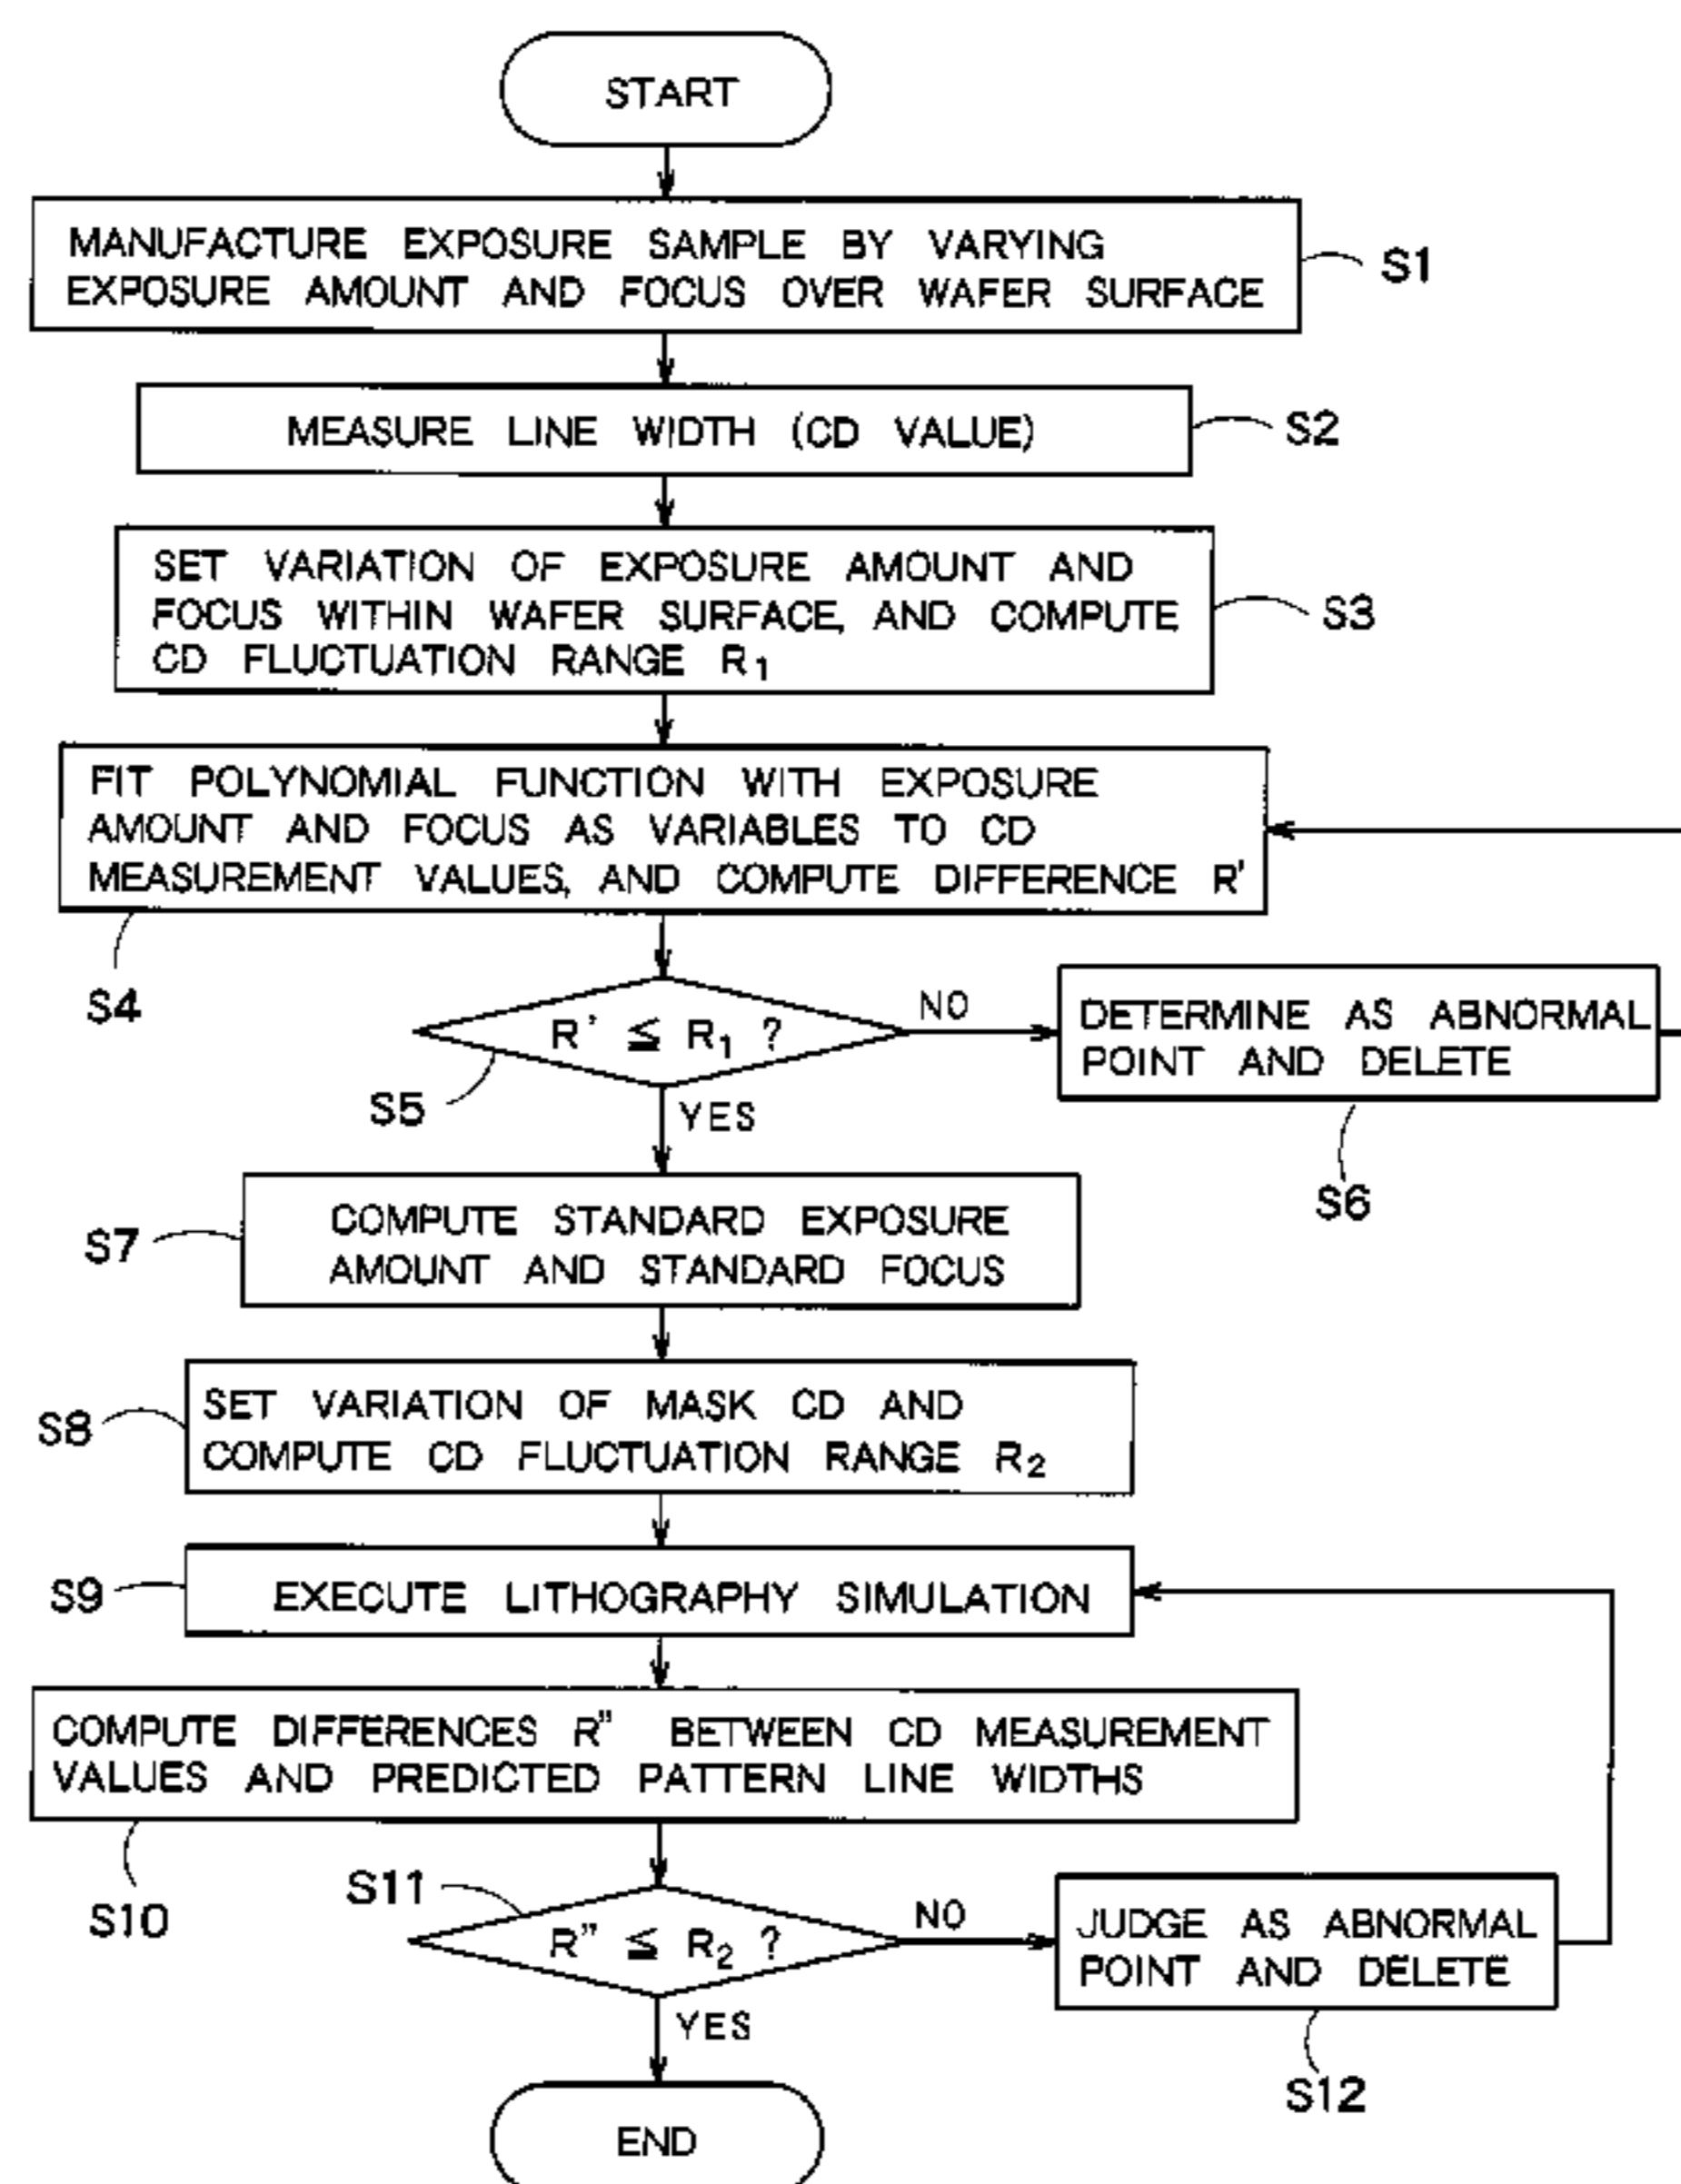 START
MANUFACTURE EXPOSURE SAMPLE BY VARYING
EXPOSURE AMOUNT AND FOCUS OVER WAFER SURFACE
S1
MEASURE LINE WIDTH (CD VALUE)
S2
SET VARIATION OF EXPOSURE AMOUNT AND
FOCUS WITHIN WAFER SURFACE, AND COMPUTE
CD FLUCTUATION RANGE R₁
S3
FIT POLYNOMIAL FUNCTION WITH EXPOSURE
AMOUNT AND FOCUS AS VARIABLES TO CD
MEASUREMENT VALUES, AND COMPUTE DIFFERENCE R'
S4
R' ≦ R₁ ?
NO
DETERMINE AS ABNORMAL
POINT AND DELETE
S5
YES
S6
COMPUTE STANDARD EXPOSURE
AMOUNT AND STANDARD FOCUS
S7
SET VARIATION OF MASK CD AND
COMPUTE CD FLUCTUATION RANGE R₂
S8
EXECUTE LITHOGRAPHY SIMULATION
S9
COMPUTE DIFFERENCES R" BETWEEN CD MEASUREMENT
VALUES AND PREDICTED PATTERN LINE WIDTHS
S10
S11
R" ≦ R₂ ?
NO
JUDGE AS ABNORMAL
POINT AND DELETE
YES
S12
END